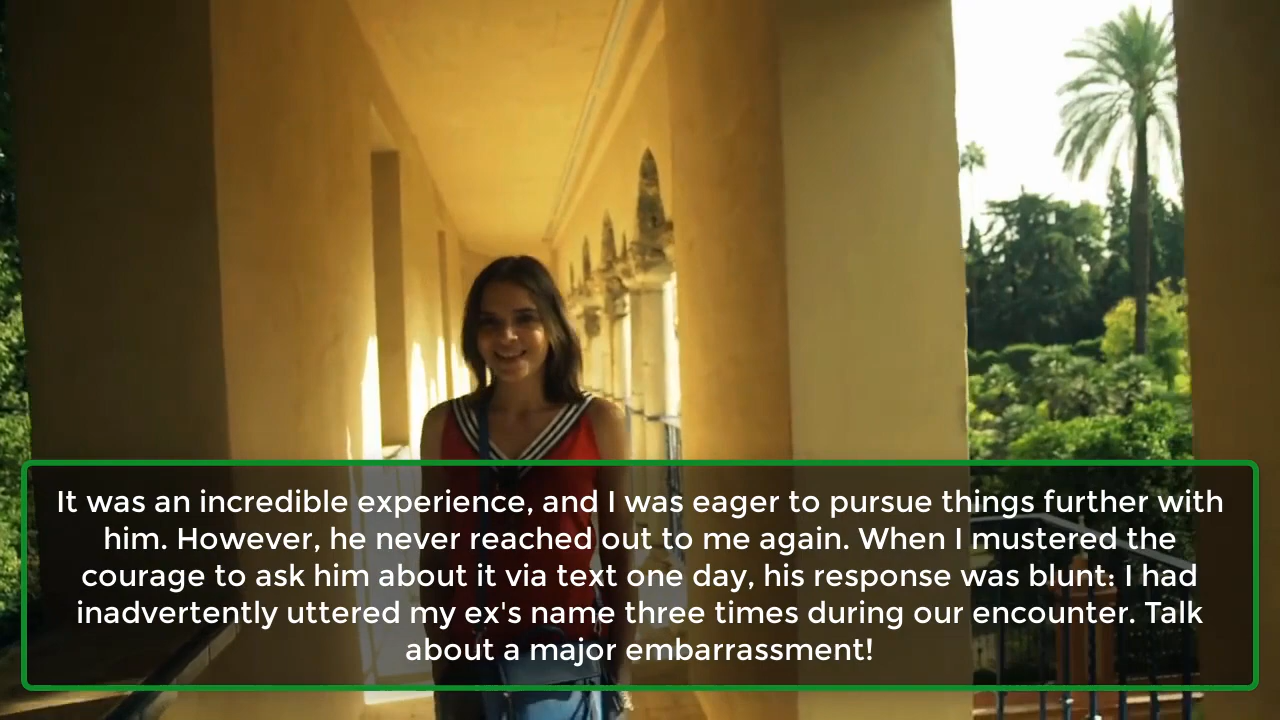 It was an incredible experience, and I was eager to pursue things further with
him. However, he never reached out to me again. When I mustered the
courage to ask him about it via text one day, his response was blunt: I had
inadvertently uttered my ex's name three times during our encounter. Talk
about a major embarrassment!